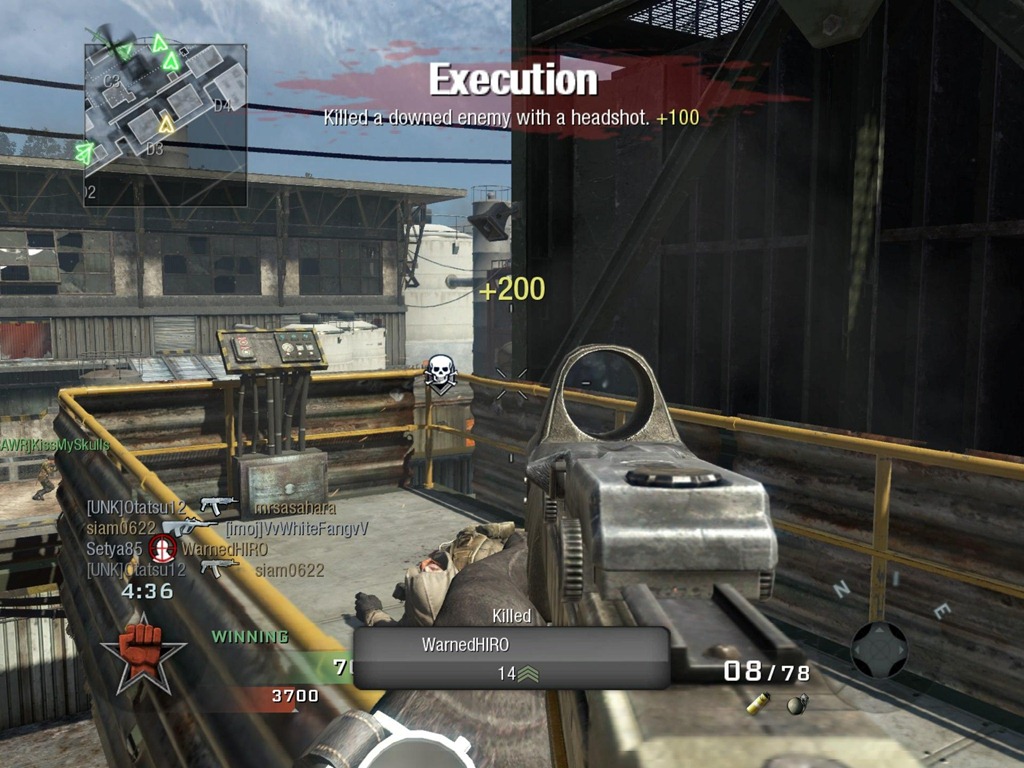 Execution
Killed a downed enemy with a headshot. +100
C3
D4
D3
+200
AWR]KissMySkulls
[UNK]Otatsu12 mrsasahara
siam0622 [imoj]VvWhiteFangvV
Setya85 WarnedHIRO
[UNK]Otatsu12 siam0622
4:36
WINNING
3700
Killed
WarnedHIRO
14
N
E
08/78